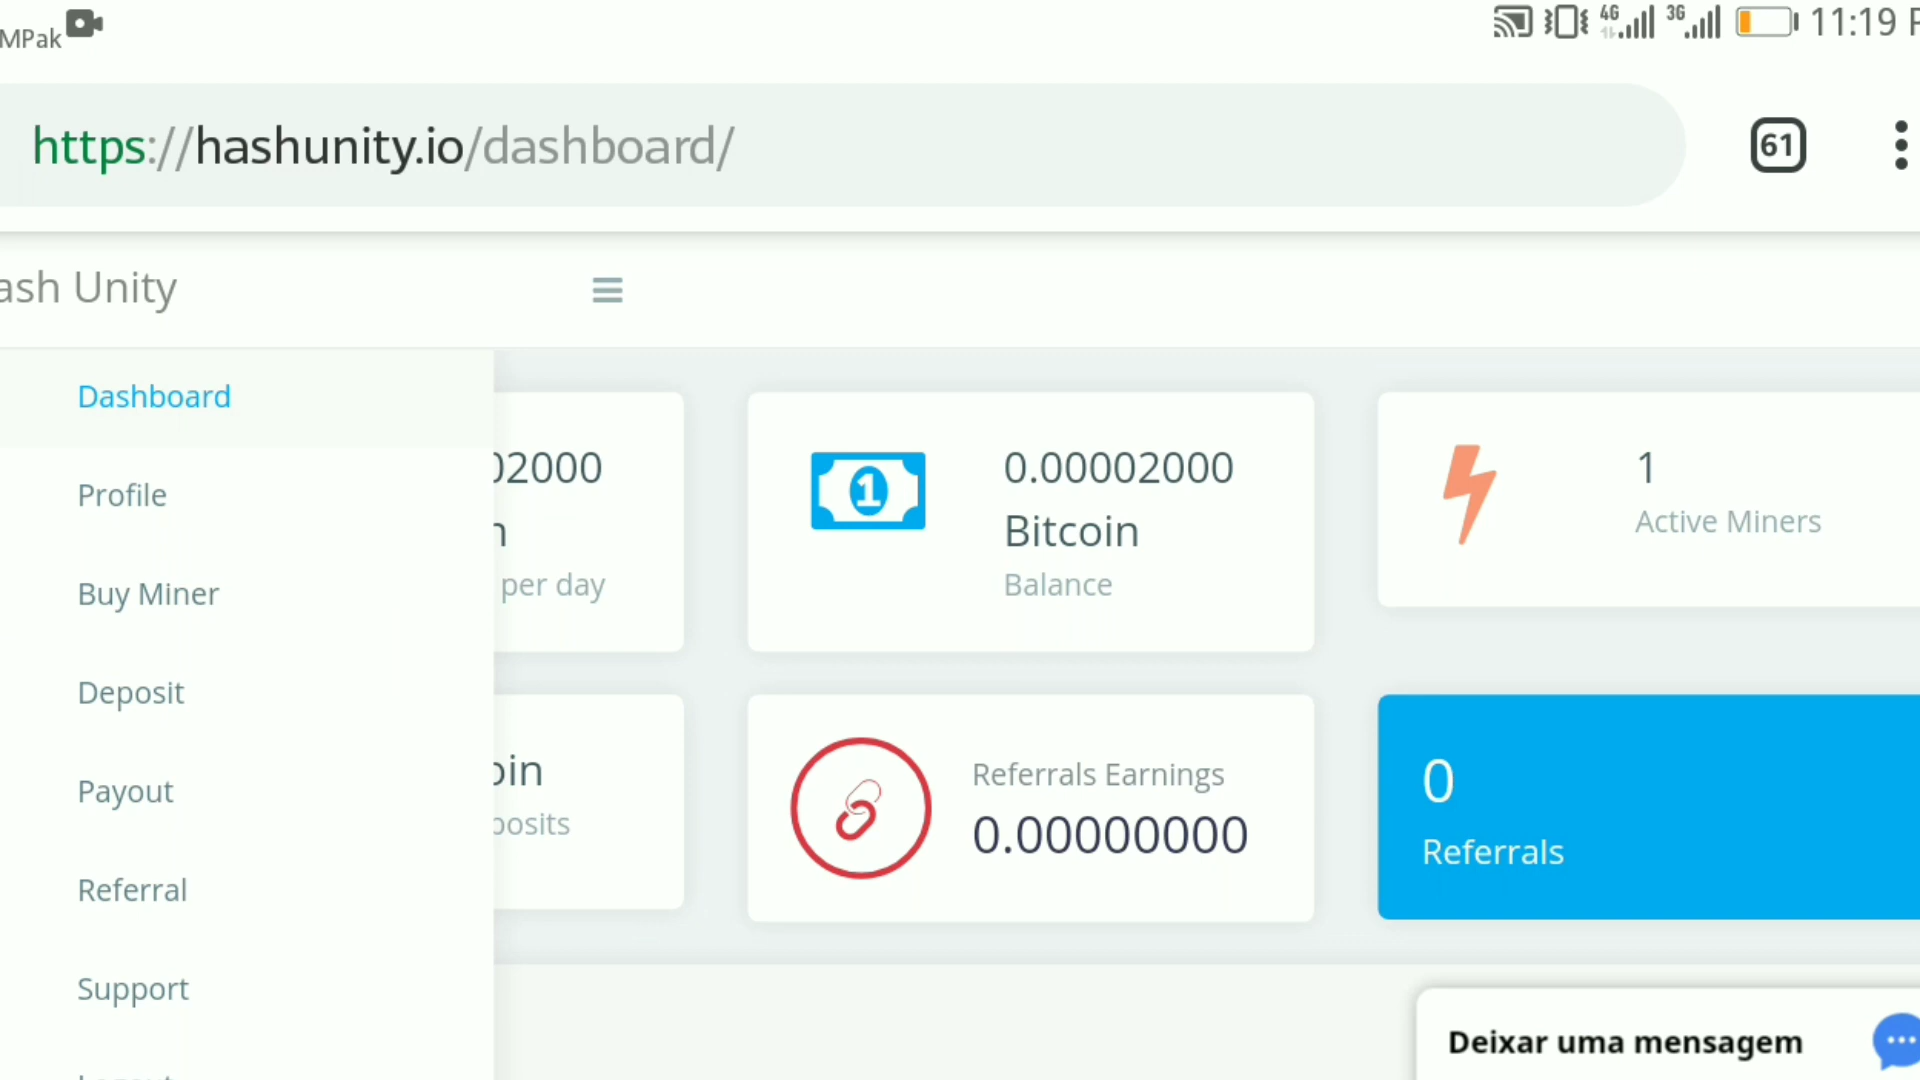 MPak
4G
3G
11:19
https://hashunity.io/dashboard/
61
ash Unity
Dashboard
Profile
Buy Miner
Deposit
Payout
Referral
Support
02000
per day
0.00002000
Bitcoin
Balance
1
Active Miners
oin
posits
Referrals Earnings
0.00000000
0
Referrals
Deixar uma mensagem